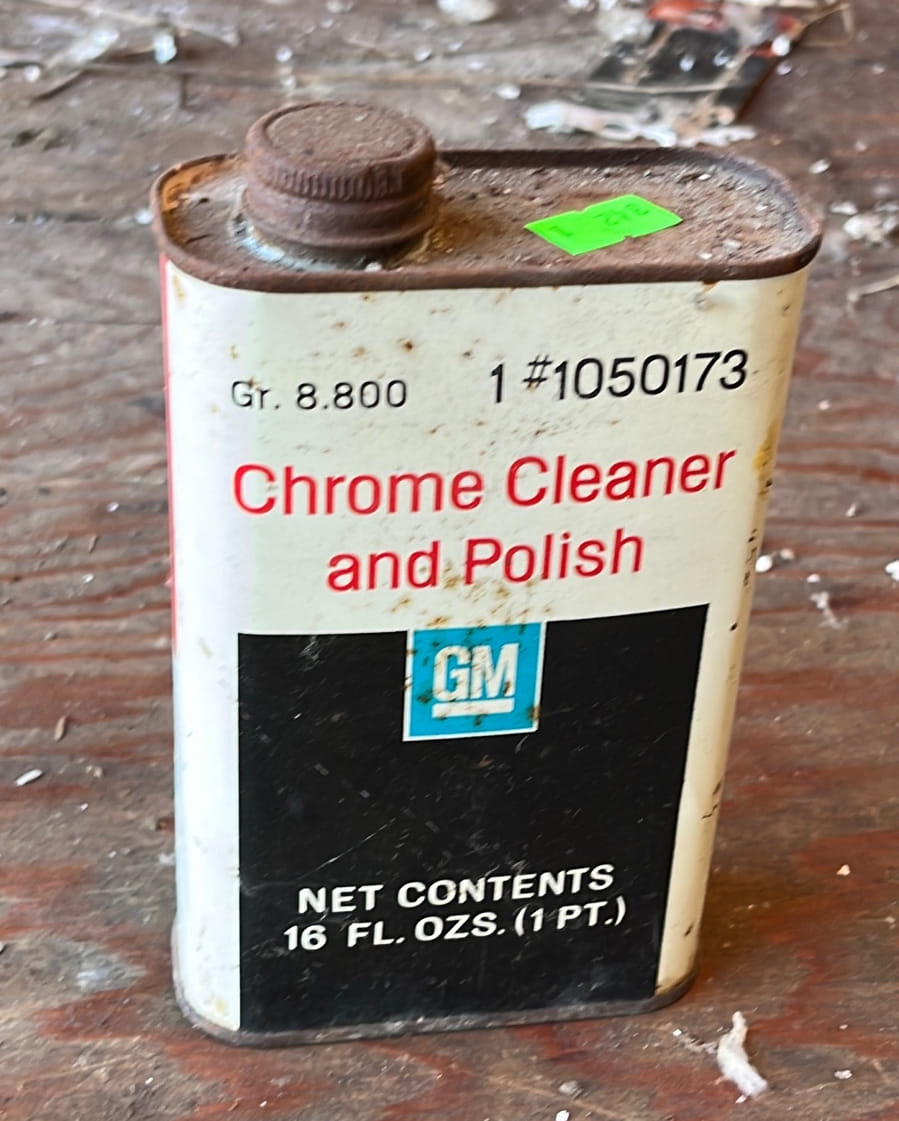 Gr. 8.800 1 #1050173
Chrome Cleaner
and Polish
GM
NET CONTENTS
16 FL. OZS. (1 PT.)